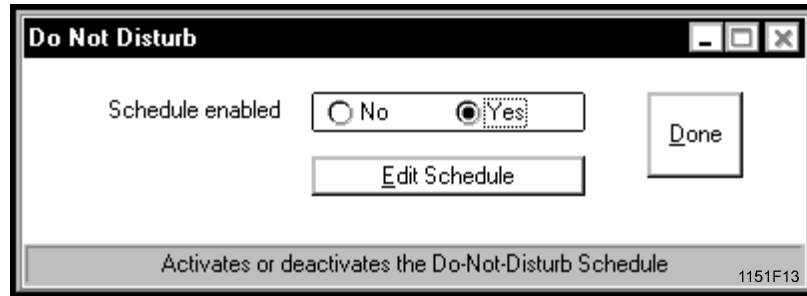 Do Not Disturb
Schedule enabled
No
Yes
Done
Edit Schedule
Activates or deactivates the Do-Not-Disturb Schedule
1151F13